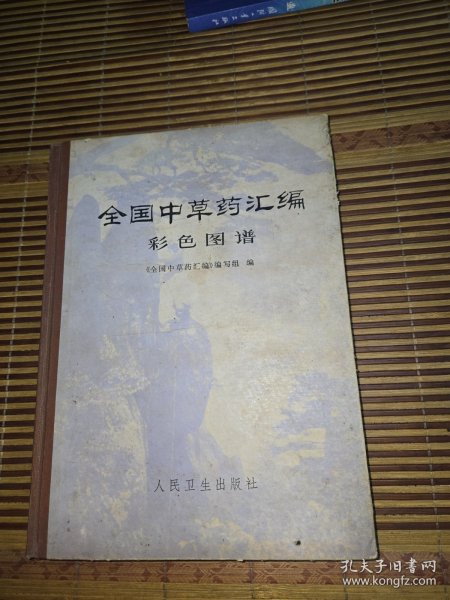 全国中草药汇编
彩色图谱
《全国中草药汇编》编写组 编
人民卫生出版社
孔夫子旧书网
www.kongfz.com